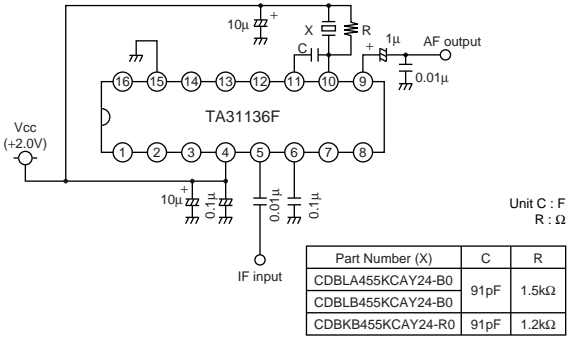 10μ
+
X
R
C
+
1μ
AF output
0.01μ
16 15 14 13 12 11 10 9
TA31136F
1 2 3 4 5 6 7 8
Vcc
(+2.0V)
10μ
+
0.1μ
0.01μ
0.1μ
IF input
Unit C : F
R : Ω
Part Number (X) C R
CDBLA455KCAY24-B0 91pF 1.5kΩ
CDBLB455KCAY24-B0
CDBKB455KCAY24-R0 91pF 1.2kΩ